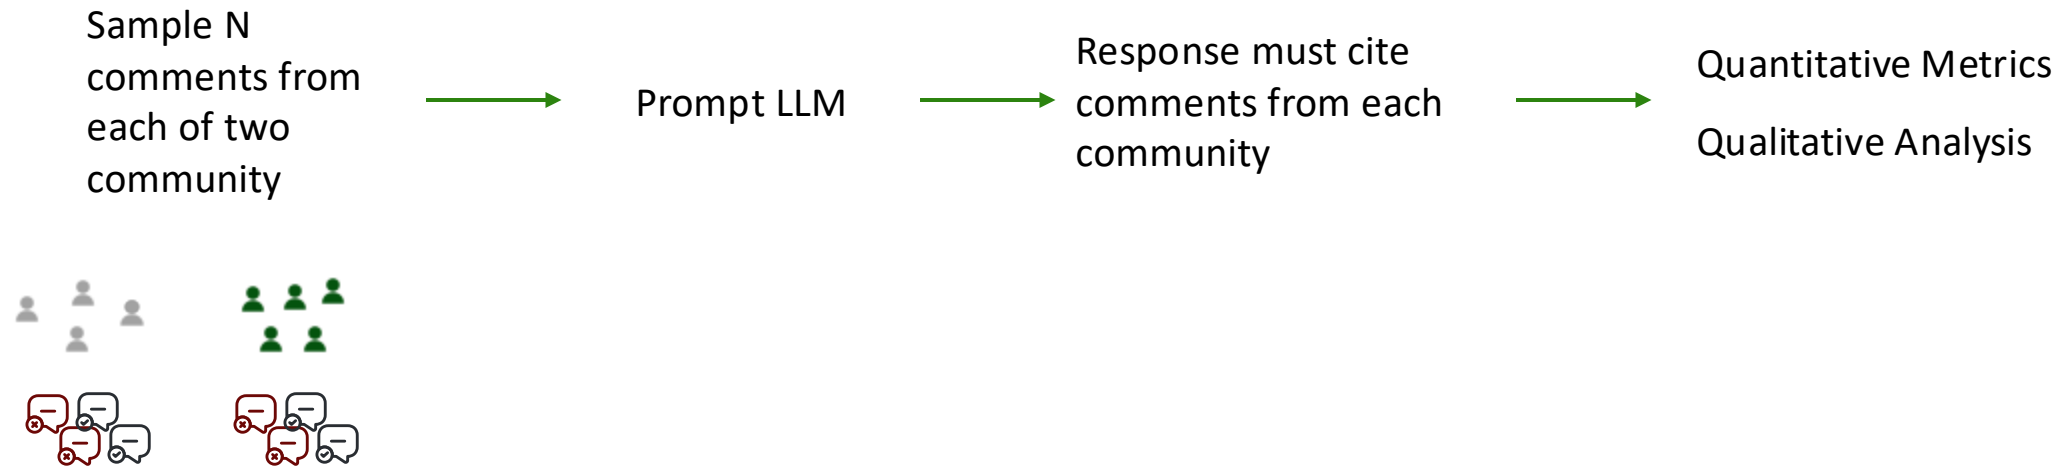 Sample N
comments from
each of two
community
Prompt LLM
Response must cite
comments from each
community
Quantitative Metrics
Qualitative Analysis